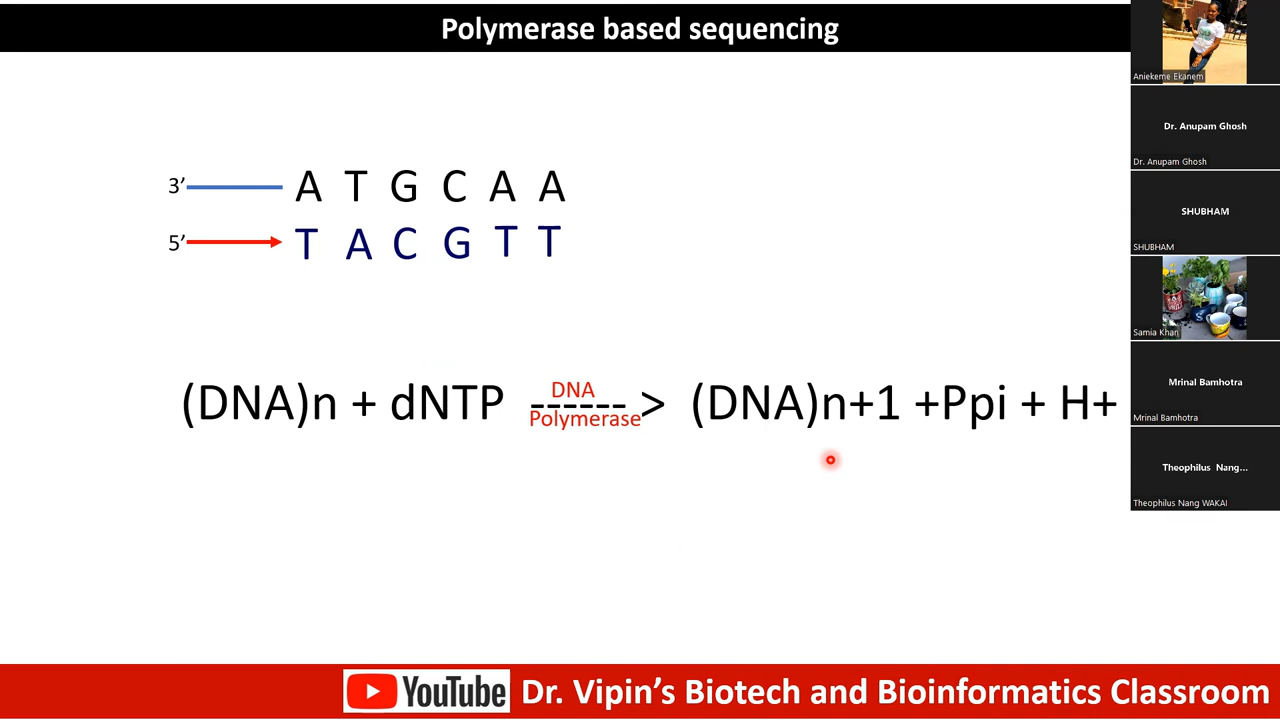 Polymerase based sequencing
3’ A T G C A A
5’ T A C G T T
DNA
(DNA)n + dNTP ------> (DNA)n+1 +Ppi + H+
Polymerase
YouTube Dr. Vipin’s Biotech and Bioinformatics Classroom
Aniekeme Ekanem
Dr. Anupam Ghosh
Dr. Anupam Ghosh
SHUBHAM
SHUBHAM
Samia Khan
Mrinal Bamhotra
Mrinal Bamhotra
Theophilus Nang...
Theophilus Nang WAKAI